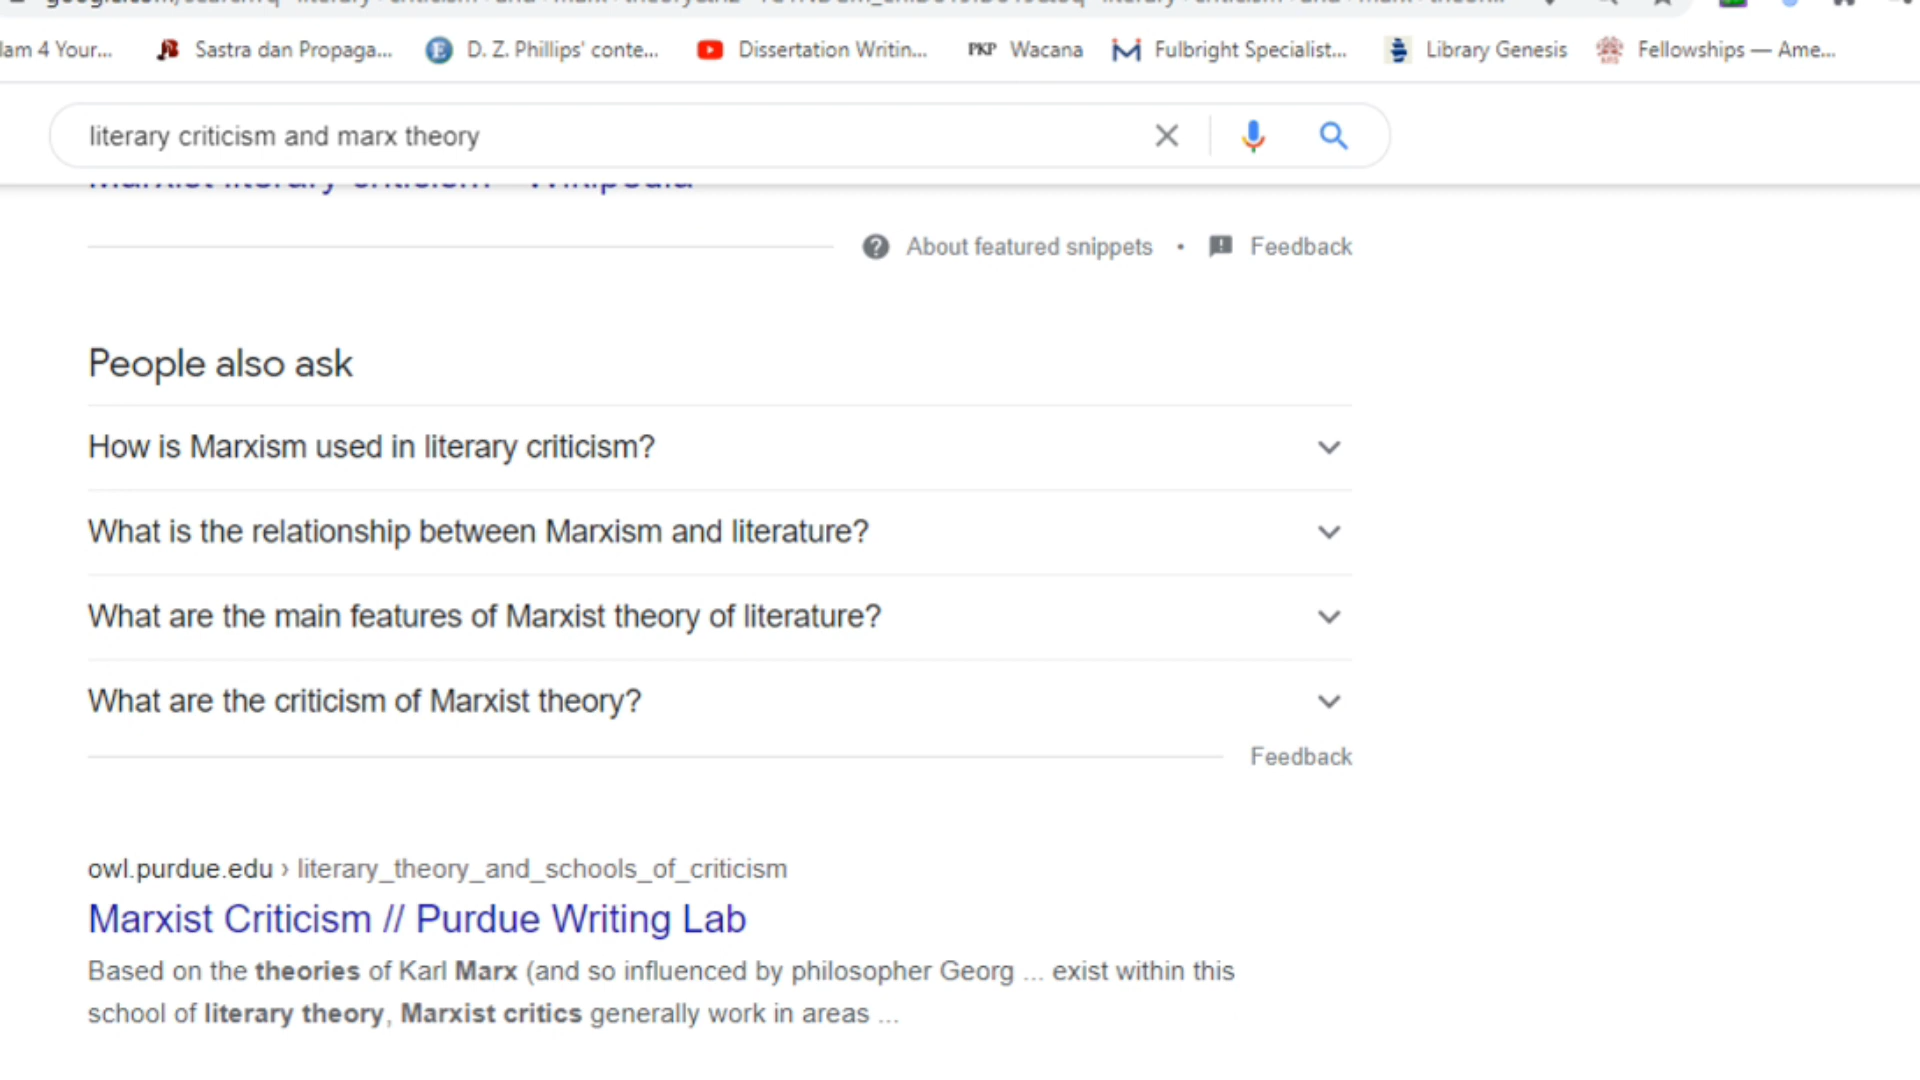 lam 4 Your...
Sastra dan Propaga...
D. Z. Phillips' conte...
Dissertation Writin...
PKP Wacana
Fulbright Specialist...
Library Genesis
Fellowships — Ame...
literary criticism and marx theory
Marxist literary criticism - Wikipedia
About featured snippets • Feedback
People also ask
How is Marxism used in literary criticism?
What is the relationship between Marxism and literature?
What are the main features of Marxist theory of literature?
What are the criticism of Marxist theory?
Feedback
owl.purdue.edu › literary_theory_and_schools_of_criticism
Marxist Criticism // Purdue Writing Lab
Based on the theories of Karl Marx (and so influenced by philosopher Georg ... exist within this
school of literary theory, Marxist critics generally work in areas ...